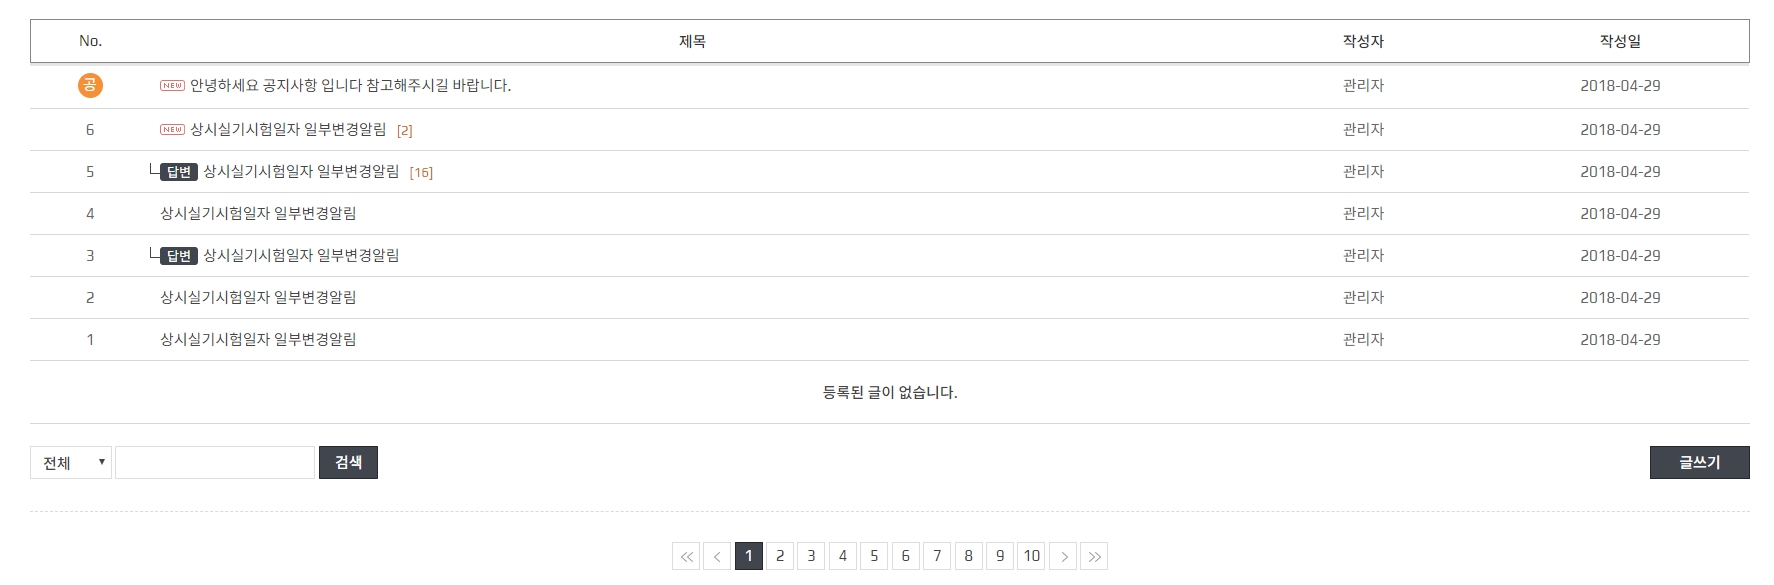 No. 제목 작성자 작성일
공 NEW 안녕하세요 공지사항 입니다 참고해주시길 바랍니다. 관리자 2018-04-29
6 NEW 상시실기시험일자 일부변경알림 [2] 관리자 2018-04-29
5 답변 상시실기시험일자 일부변경알림 [16] 관리자 2018-04-29
4 상시실기시험일자 일부변경알림 관리자 2018-04-29
3 답변 상시실기시험일자 일부변경알림 관리자 2018-04-29
2 상시실기시험일자 일부변경알림 관리자 2018-04-29
1 상시실기시험일자 일부변경알림 관리자 2018-04-29
등록된 글이 없습니다.
전체 검색 글쓰기
1 2 3 4 5 6 7 8 9 10